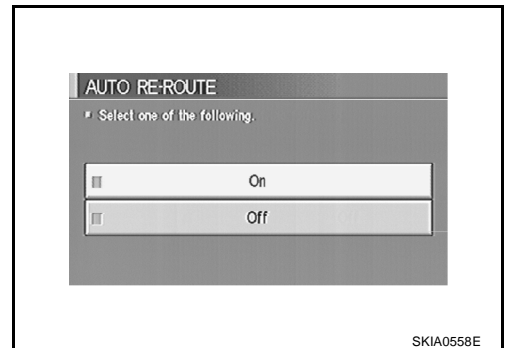 AUTO RE-ROUTE
Select one of the following.
On
Off
SKIA0558E